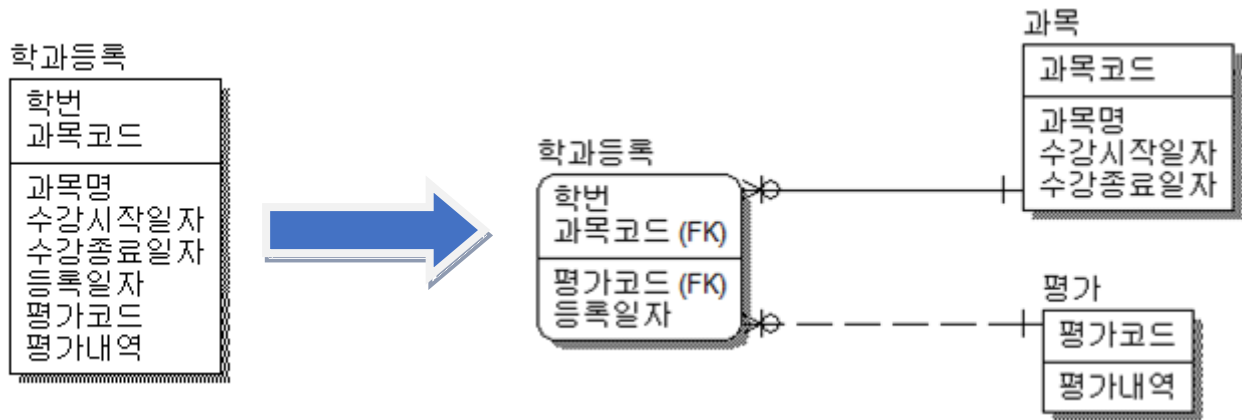 학과등록
학번
과목코드
과목명
수강시작일자
수강종료일자
등록일자
평가코드
평가내역
학과등록
학번
과목코드 (FK)
평가코드 (FK)
등록일자
과목
과목코드
과목명
수강시작일자
수강종료일자
평가
평가코드
평가내역